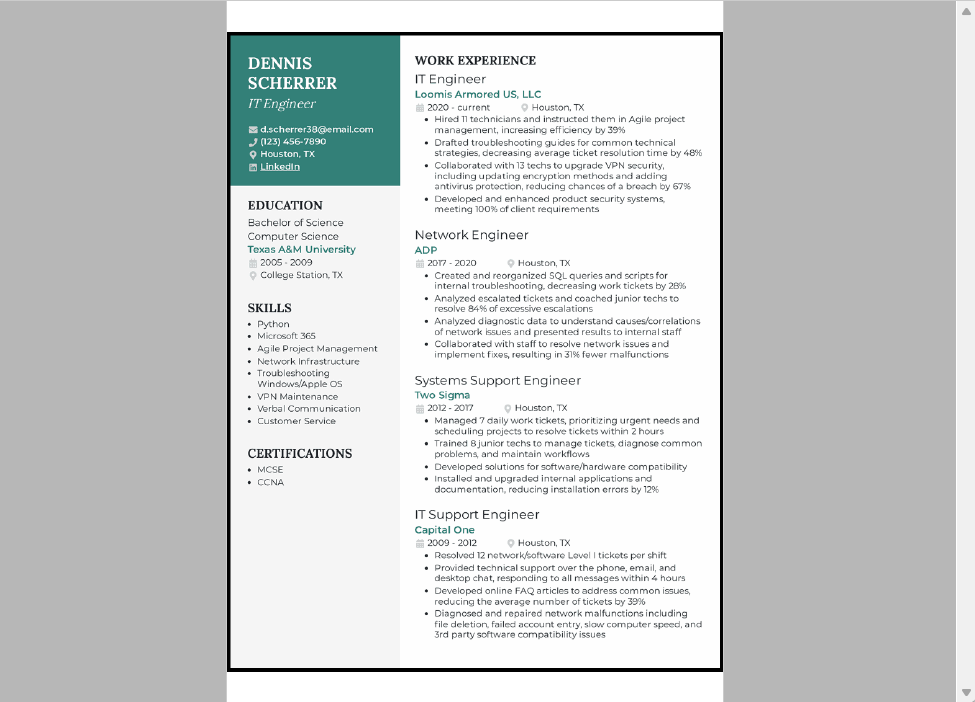 DENNIS
SCHERRER
IT Engineer
d.scherrer38@email.com
(123) 456-7890
Houston, TX
LinkedIn
EDUCATION
Bachelor of Science
Computer Science
Texas A&M University
2005 - 2009
College Station, TX
SKILLS
• Python
• Microsoft 365
• Agile Project Management
• Network Infrastructure
• Troubleshooting
Windows/Apple OS
• VPN Maintenance
• Verbal Communication
• Customer Service
CERTIFICATIONS
• MCSE
• CCNA
WORK EXPERIENCE
IT Engineer
Loomis Armored US, LLC
2020 - current Houston, TX
• Hired 11 technicians and instructed them in Agile project
management, increasing efficiency by 39%
• Drafted troubleshooting guides for common technical
strategies, decreasing average ticket resolution time by 48%
• Collaborated with 13 techs to upgrade VPN security,
including updating encryption methods and adding
antivirus protection, reducing chances of a breach by 67%
• Developed and enhanced product security systems,
meeting 100% of client requirements
Network Engineer
ADP
2017 - 2020 Houston, TX
• Created and reorganized SQL queries and scripts for
internal troubleshooting, decreasing work tickets by 28%
• Analyzed escalated tickets and coached junior techs to
resolve 84% of excessive escalations
• Analyzed diagnostic data to understand causes/correlations
of network issues and presented results to internal staff
• Collaborated with staff to resolve network issues and
implement fixes, resulting in 31% fewer malfunctions
Systems Support Engineer
Two Sigma
2012 - 2017 Houston, TX
• Managed 7 daily work tickets, prioritizing urgent needs and
scheduling projects to resolve tickets within 2 hours
• Trained 8 junior techs to manage tickets, diagnose common
problems, and maintain workflows
• Developed solutions for software/hardware compatibility
• Installed and upgraded internal applications and
documentation, reducing installation errors by 12%
IT Support Engineer
Capital One
2009 - 2012 Houston, TX
• Resolved 12 network/software Level I tickets per shift
• Provided technical support over the phone, email, and
desktop chat, responding to all messages within 4 hours
• Developed online FAQ articles to address common issues,
reducing the average number of tickets by 39%
• Diagnosed and repaired network malfunctions including
file deletion, failed account entry, slow computer speed, and
3rd party software compatibility issues